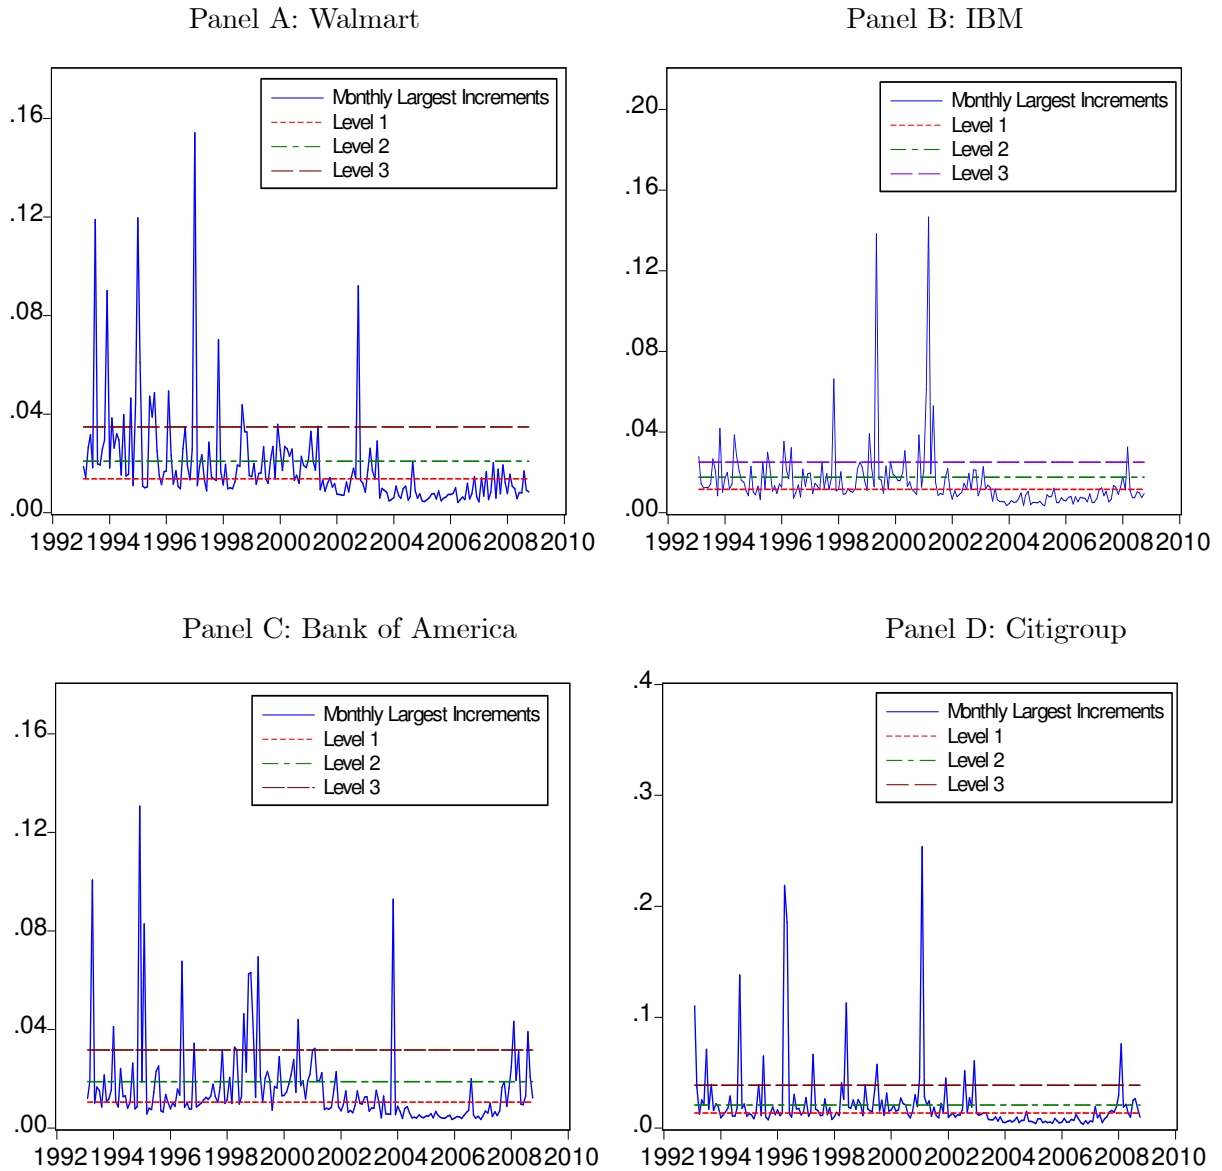 Panel A: Walmart
Monthly Largest Increments
Level 1
Level 2
Level 3
.16
.12
.08
.04
.00
1992 1994 1996 1998 2000 2002 2004 2006 2008 2010
Panel B: IBM
Monthly Largest Increments
Level 1
Level 2
Level 3
.20
.16
.12
.08
.04
.00
1992 1994 1996 1998 2000 2002 2004 2006 2008 2010
Panel C: Bank of America
Monthly Largest Increments
Level 1
Level 2
Level 3
.16
.12
.08
.04
.00
1992 1994 1996 1998 2000 2002 2004 2006 2008 2010
Panel D: Citigroup
Monthly Largest Increments
Level 1
Level 2
Level 3
.4
.3
.2
.1
.0
1992 1994 1996 1998 2000 2002 2004 2006 2008 2010